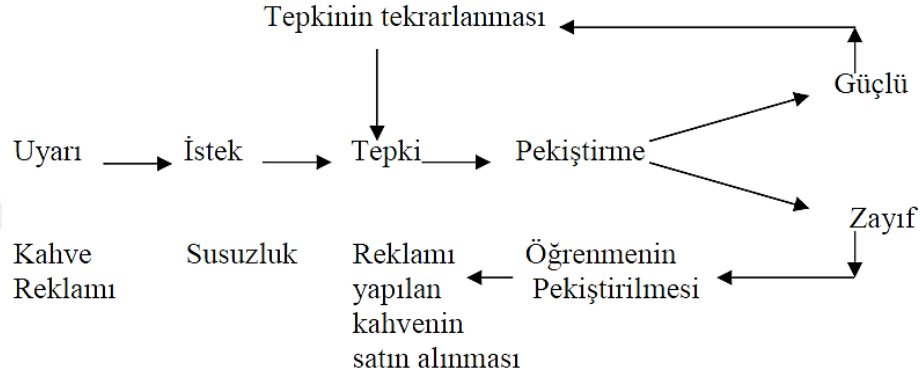 Tepkinin tekrarlanması
Güçlü
Uyarı İstek Tepki Pekiştirme
Zayıf
Kahve Susuzluk Reklamı Öğrenmenin
Reklamı yapılan Pekiştirilmesi
kahvenin
satın alınması